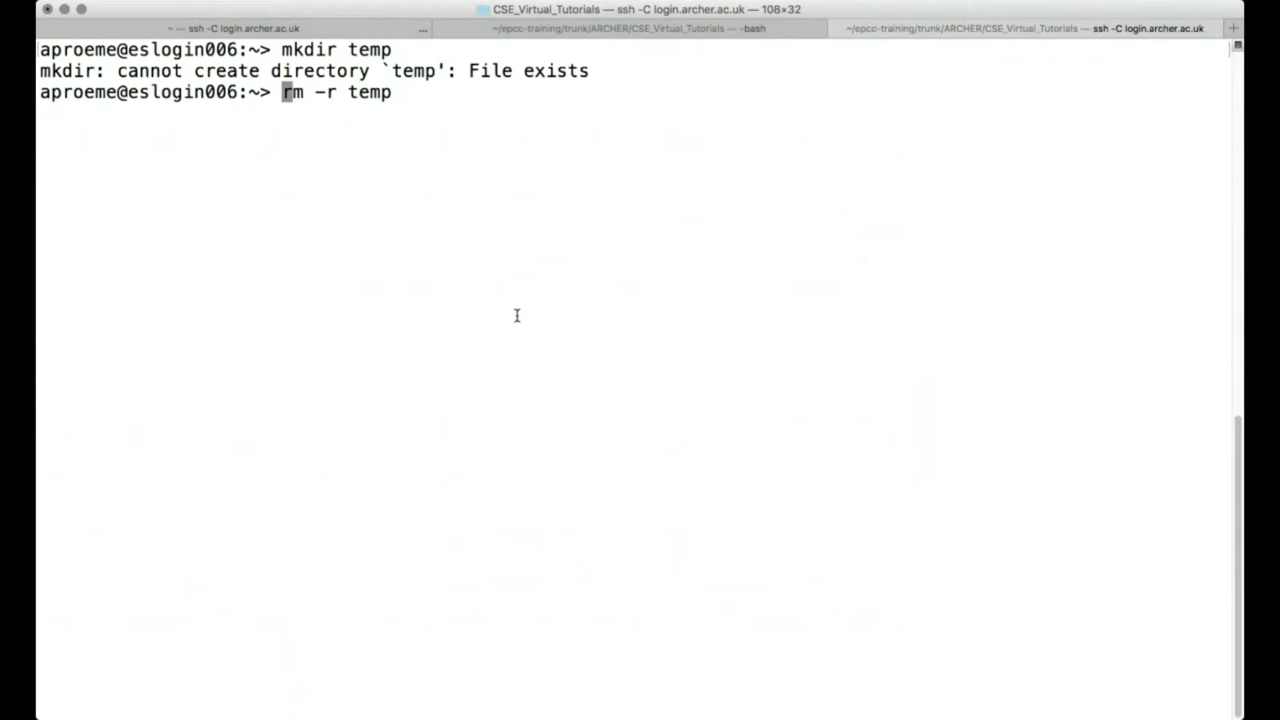 CSE_Virtual_Tutorials — ssh -C login.archer.ac.uk — 108×32
~ — ssh -C login.archer.ac.uk ... ~/epcc-training/trunk/ARCHER/CSE_Virtual_Tutorials — -bash ~/epcc-training/trunk/ARCHER/CSE_Virtual_Tutorials — ssh -C login.archer.ac.uk +
aproeme@eslogin006:~> mkdir temp
mkdir: cannot create directory `temp': File exists
aproeme@eslogin006:~> rm -r temp